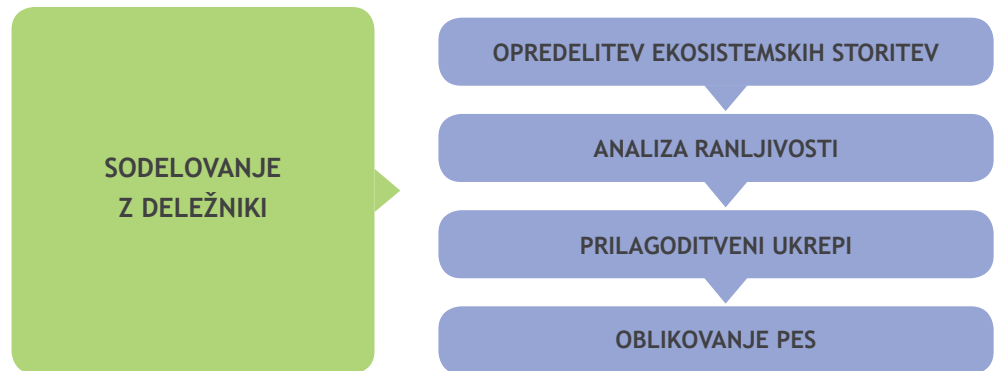 SODELOVANJE
Z DELEŽNIKI
OPREDELITEV EKOSISTEMSKIH STORITEV
ANALIZA RANLJIVOSTI
PRILAGODITVENI UKREPI
OBLIKOVANJE PES